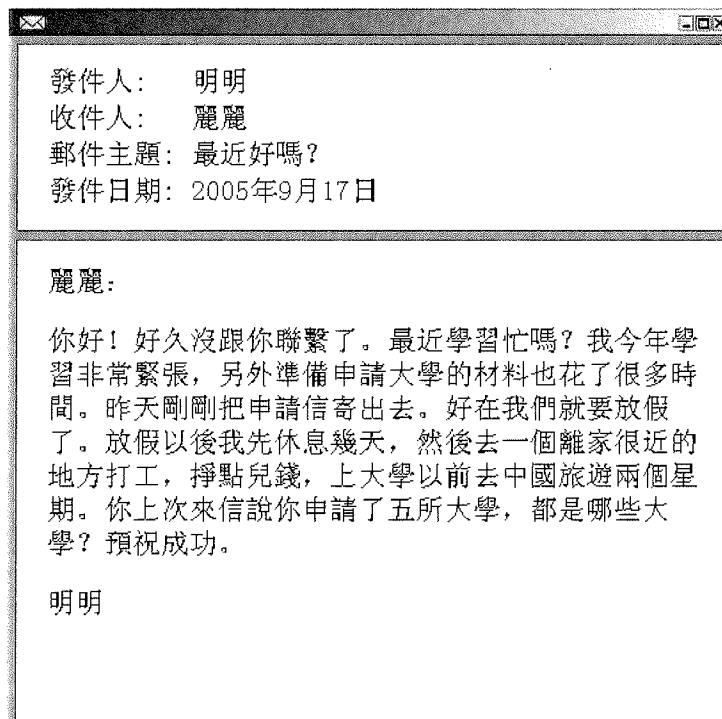 發件人: 明明
收件人: 麗麗
郵件主題: 最近好嗎?
發件日期: 2005年9月17日
麗麗:
你好! 好久沒跟你聯繫了。最近學習忙嗎? 我今年學
習非常緊張, 另外準備申請大學的材料也花了很多時
間。昨天剛剛把申請信寄出去。好在我們就要放假
了。放假以後我先休息幾天, 然後去一個離家很近的
地方打工, 掙點兒錢, 上大學以前去中國旅遊兩個星
期。你上次來信說你申請了五所大學, 都是哪些大
學? 預祝成功。
明明